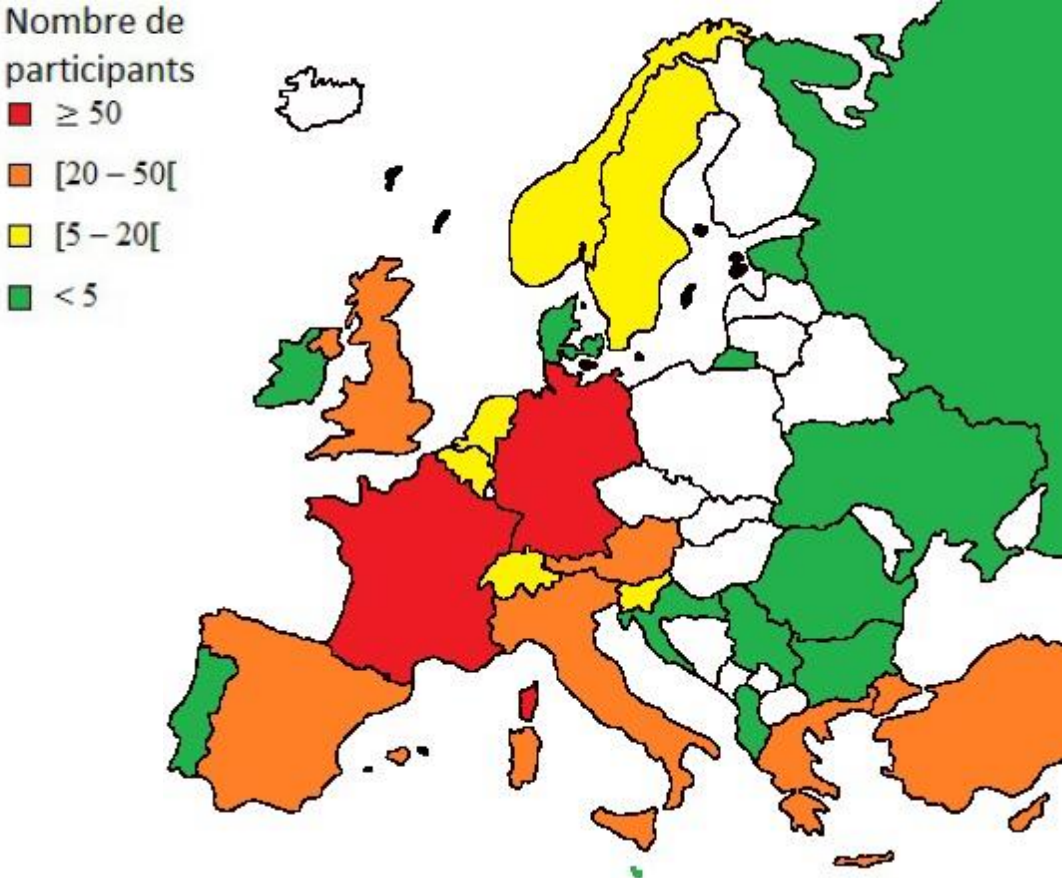 Nombre de
participants
≥ 50
[20 – 50[
[5 – 20[
< 5